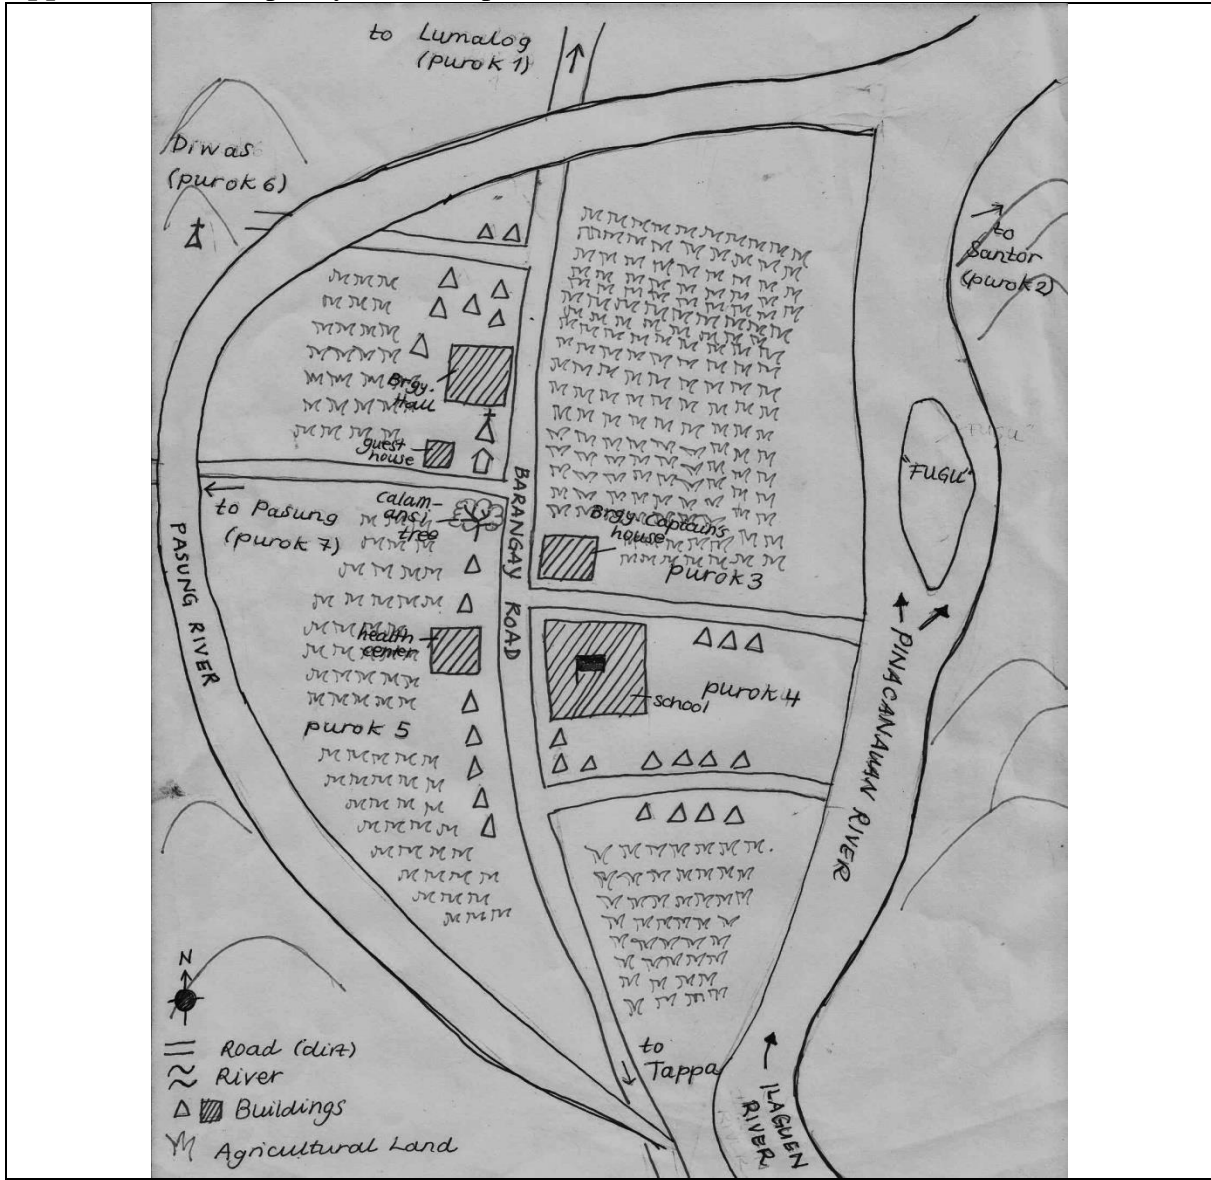 to Lumalog
(purok 1)
Diwas
(purok 6)
to
Santor
(purok 2)
Brgy.
Hall
guest
house
"FUGU"
FUGU
to Pasung
(purok 7)
calam-
ansi
tree
Brgy Captains
house
purok 3
BARANGAY ROAD
PASUNG RIVER
health
center
school
purok 4
purok 5
PINACANAUAN RIVER
to
Tappa
ILAGUEN
RIVER
N
Road (dirt)
River
Buildings
Agricultural Land